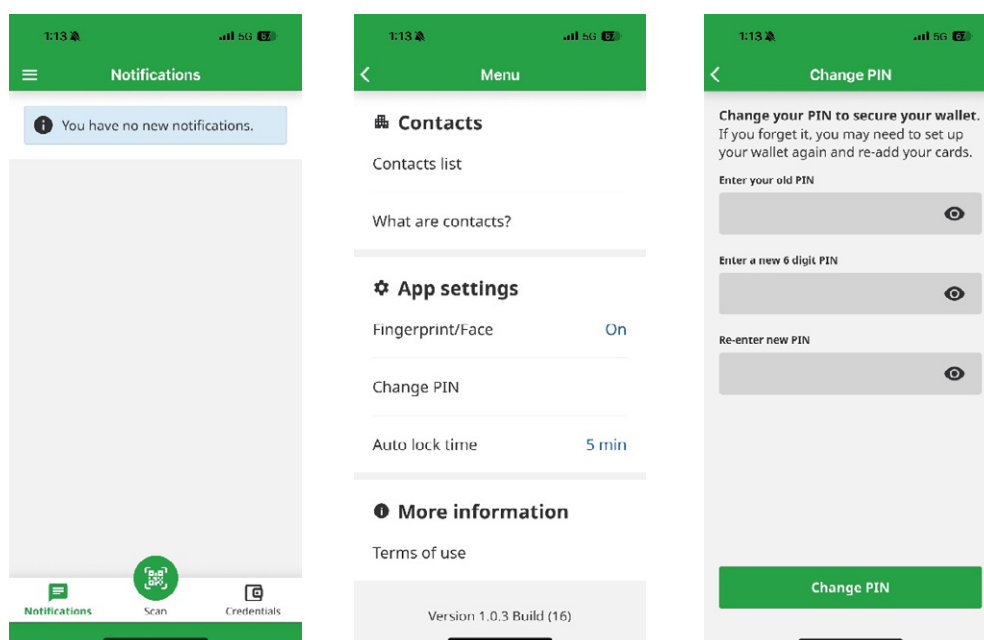 1:13
5G 67
Notifications
You have no new notifications.
Notifications
Scan
Credentials
1:13
5G 67
Menu
Contacts
Contacts list
What are contacts?
App settings
Fingerprint/Face On
Change PIN
Auto lock time 5 min
More information
Terms of use
Version 1.0.3 Build (16)
1:13
5G 67
Change PIN
Change your PIN to secure your wallet.
If you forget it, you may need to set up
your wallet again and re-add your cards.
Enter your old PIN
Enter a new 6 digit PIN
Re-enter new PIN
Change PIN